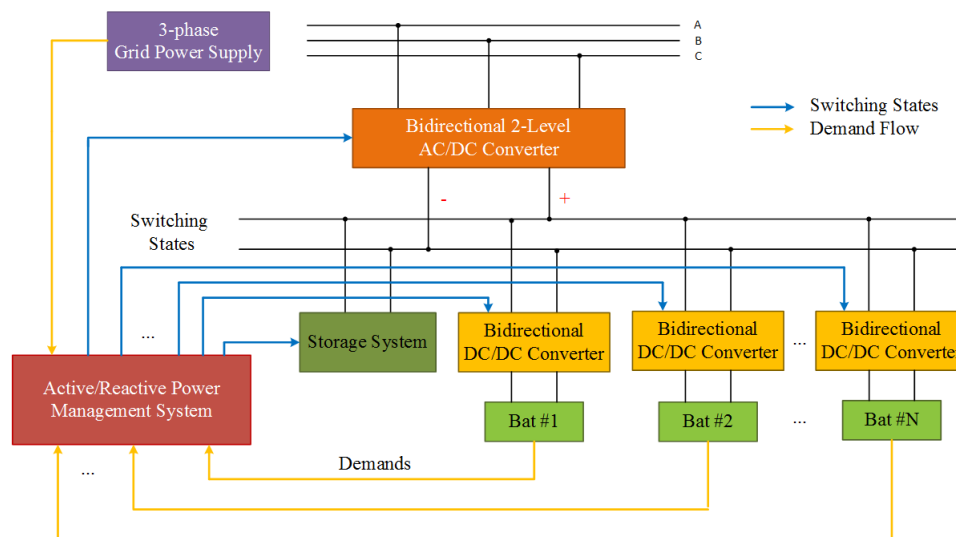 3-phase
Grid Power Supply
A
B
C
Bidirectional 2-Level
AC/DC Converter
Switching States
Demand Flow
-
+
Switching
States
...
Storage System
Bidirectional
DC/DC Converter
Bidirectional
DC/DC Converter
...
Bidirectional
DC/DC Converter
Active/Reactive Power
Management System
Bat #1
Bat #2
...
Bat #N
...
Demands